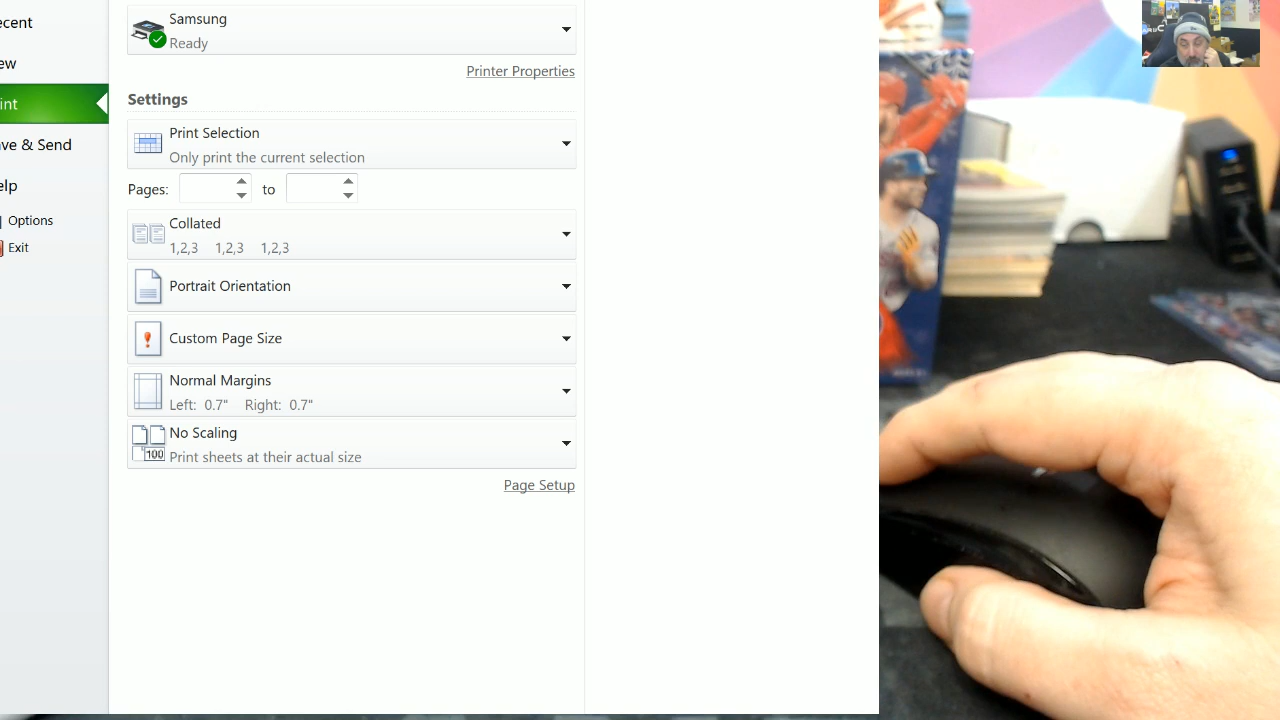 ecent
ew
int
ve & Send
elp
Options
Exit
Samsung
Ready
Printer Properties
Settings
Print Selection
Only print the current selection
Pages: to
Collated
1,2,3 1,2,3 1,2,3
Portrait Orientation
Custom Page Size
Normal Margins
Left: 0.7" Right: 0.7"
No Scaling
100
Print sheets at their actual size
Page Setup